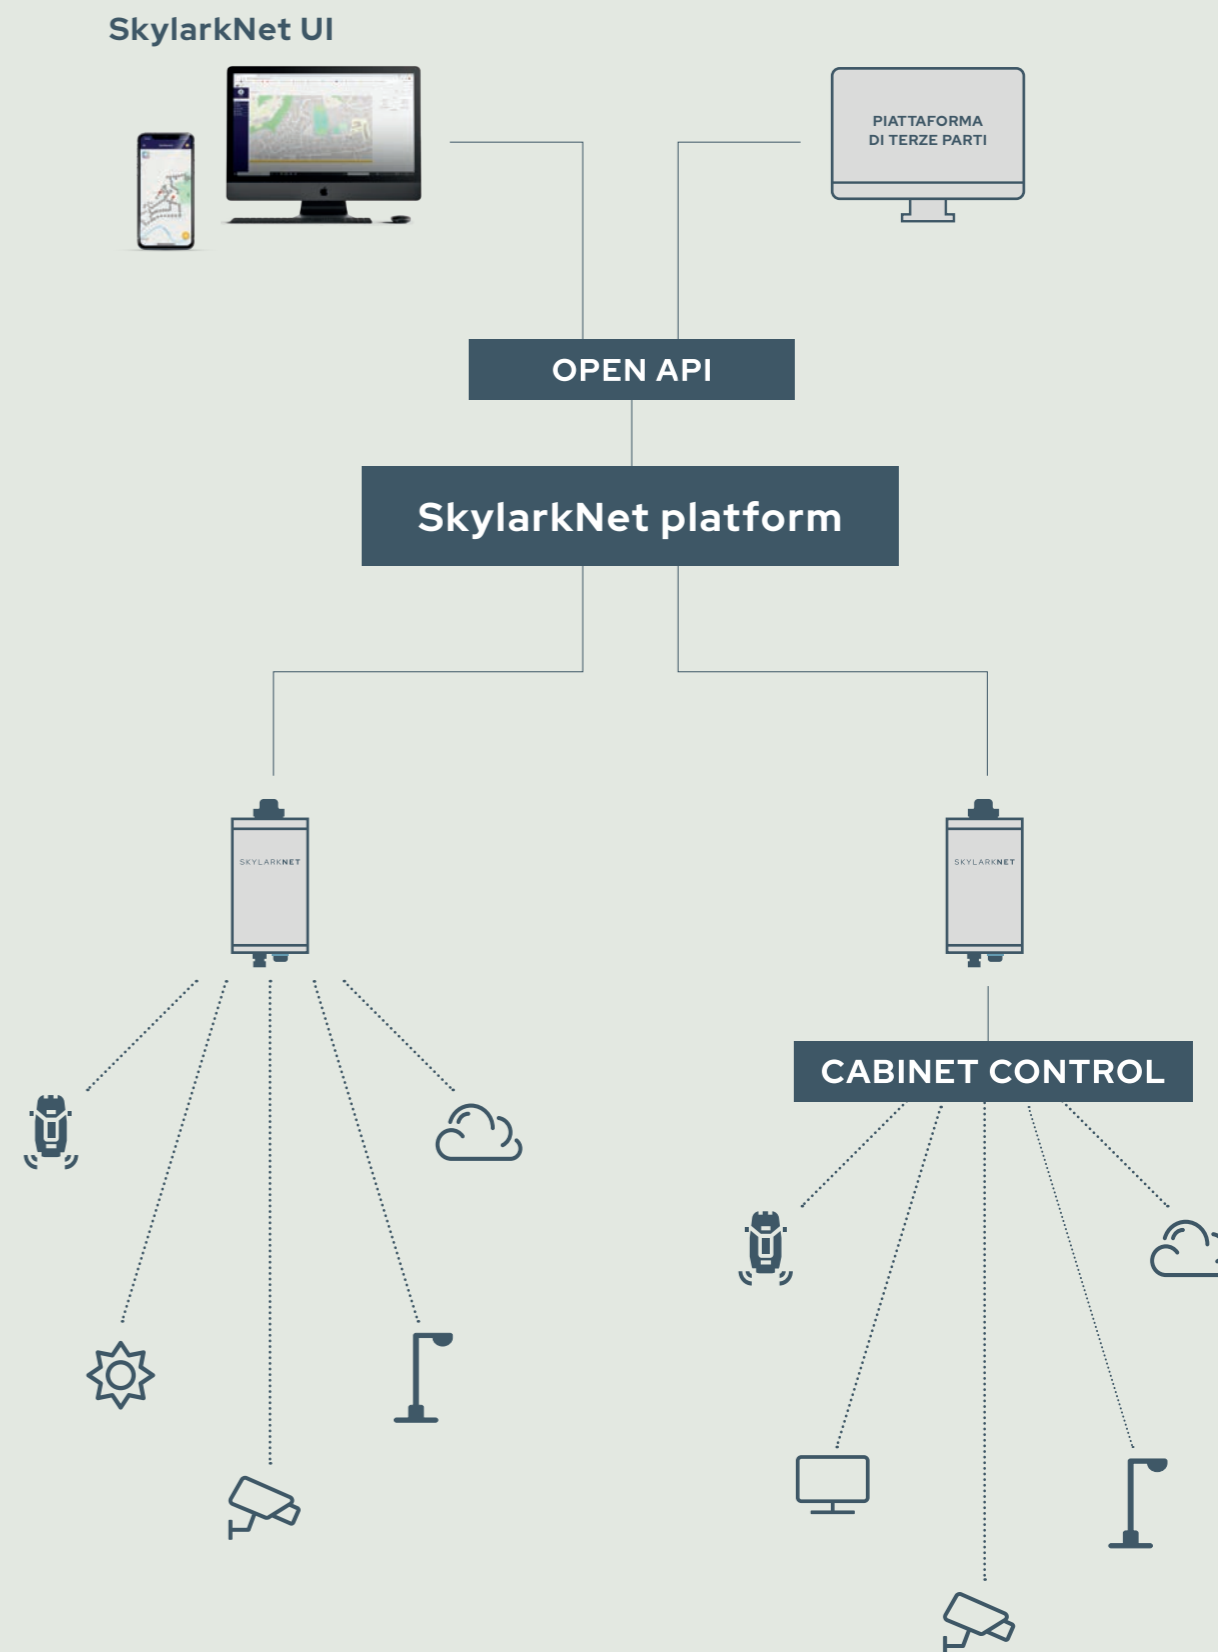 SkylarkNet UI
PIATTAFORMA
DI TERZE PARTI
OPEN API
SkylarkNet platform
SKYLARKNET
SKYLARKNET
CABINET CONTROL